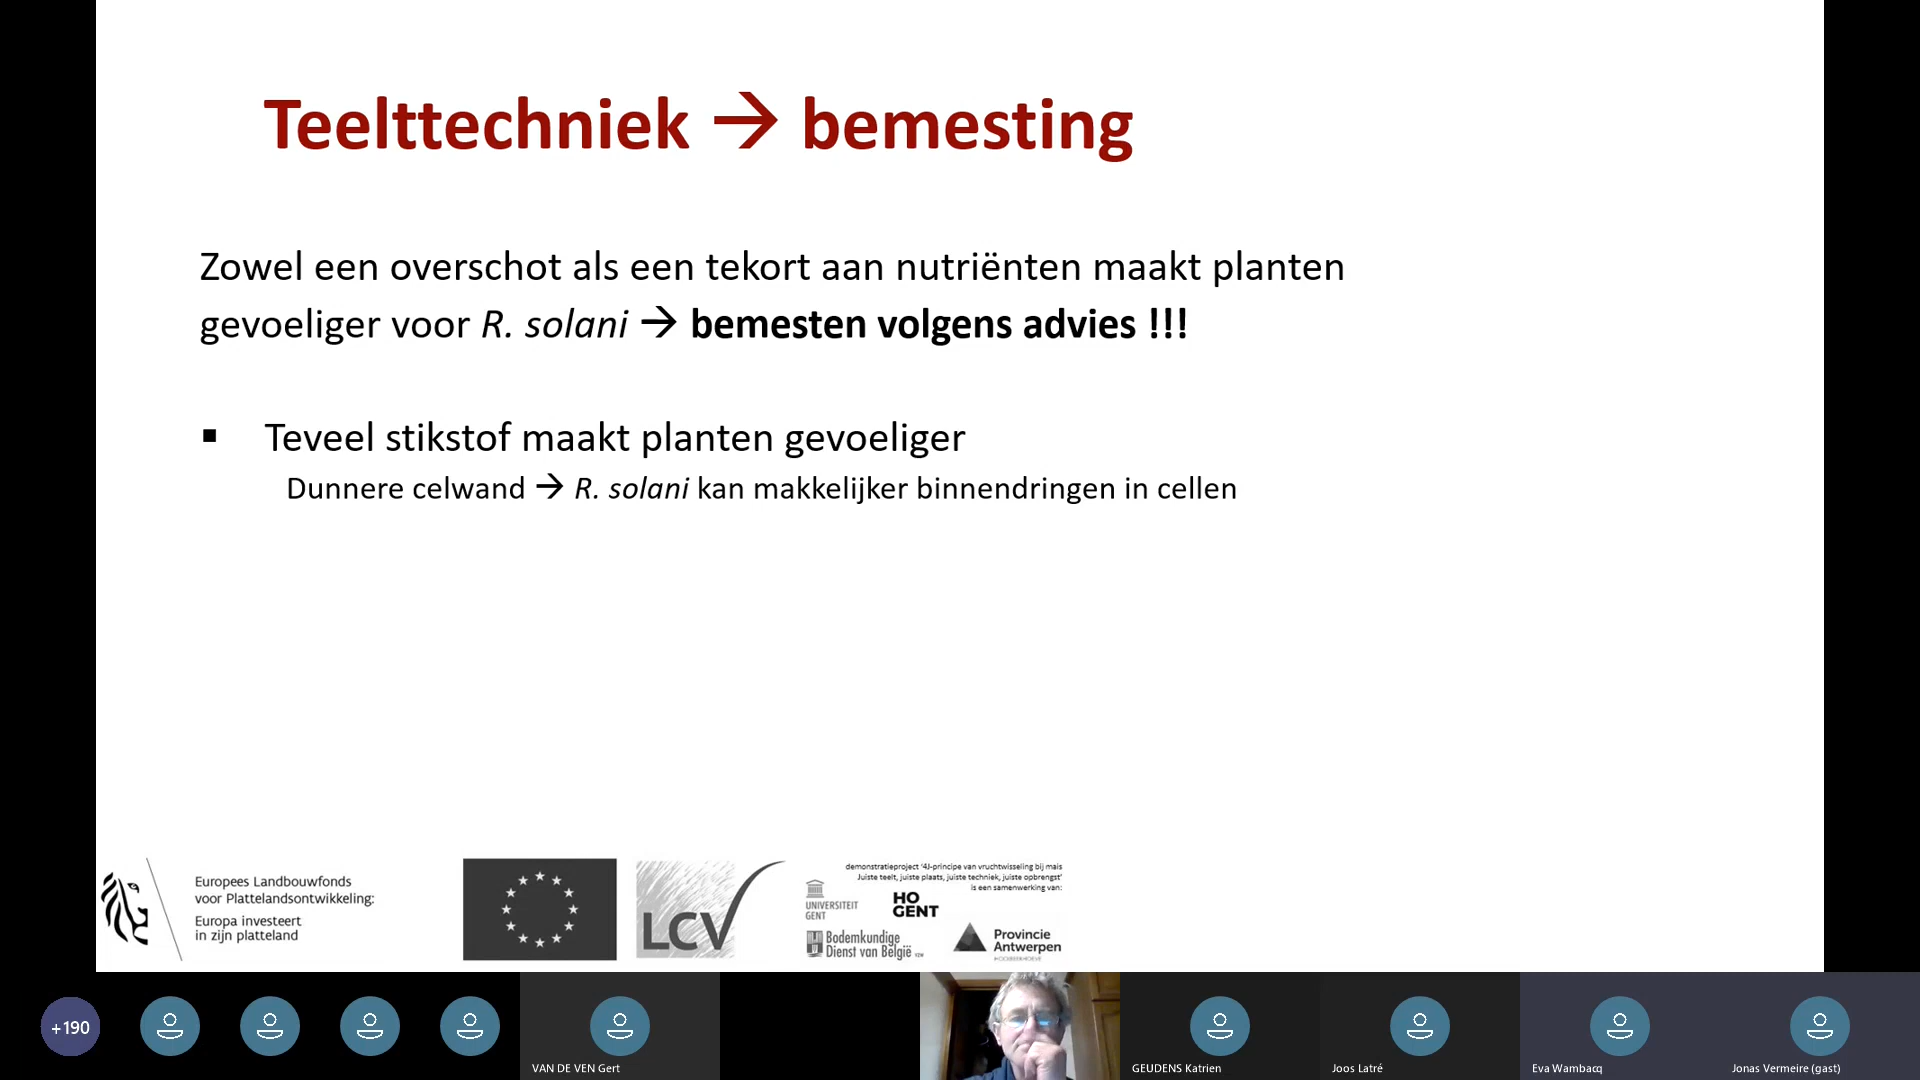 Teelttechniek → bemesting
Zowel een overschot als een tekort aan nutriënten maakt planten
gevoeliger voor R. solani → bemesten volgens advies !!!
▪ Teveel stikstof maakt planten gevoeliger
Dunnere celwand → R. solani kan makkelijker binnendringen in cellen
Europees Landbouwfonds
voor Plattelandsontwikkeling:
Europa investeert
in zijn platteland
LCV
demonstratieproject '4J-principe van vruchtwisseling bij mais
Juiste teelt, juiste plaats, juiste techniek, juiste opbrengst'
is een samenwerking van:
UNIVERSITEIT
GENT
HO
GENT
Bodemkundige
Dienst van België vzw
Provincie
Antwerpen
HOOIBEEKHOEVE
+190
VAN DE VEN Gert
GEUDENS Katrien
Joos Latré
Eva Wambacq
Jonas Vermeire (gast)